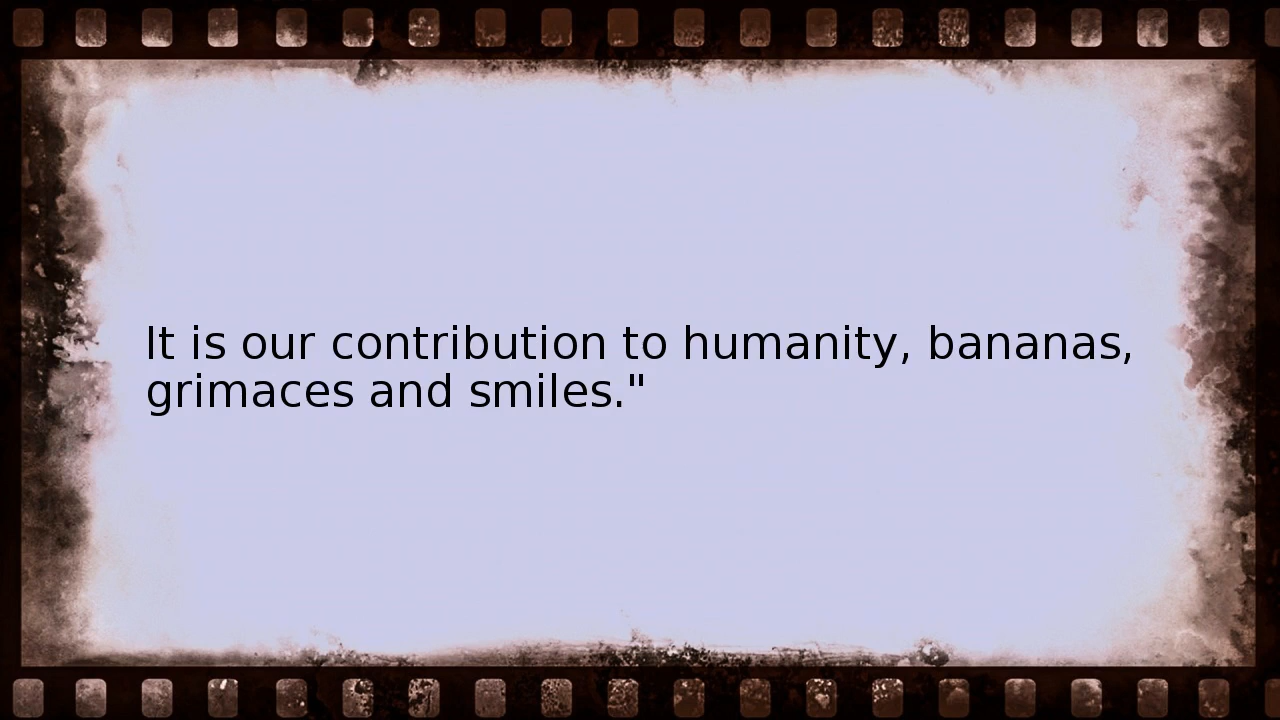 It is our contribution to humanity, bananas,
grimaces and smiles."